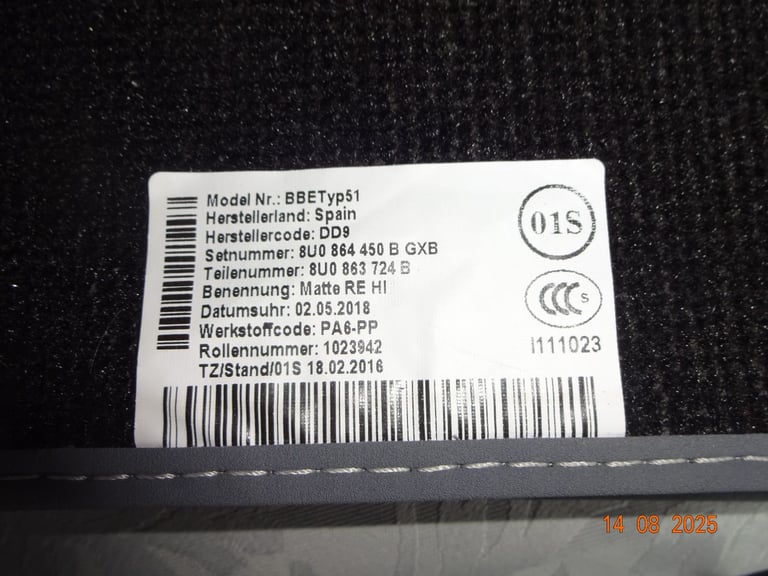 Model Nr.: BBETyp51
Herstellerland: Spain
Herstellercode: DD9
Setnummer: 8U0 864 450 B GXB
Teilenummer: 8U0 863 724 B
Benennung: Matte RE HI
Datumsuhr: 02.05.2018
Werkstoffcode: PA6-PP
Rollennummer: 1023942
TZ/Stand/01S 18.02.2016
01S
CCC S
I111023
14 08 2025